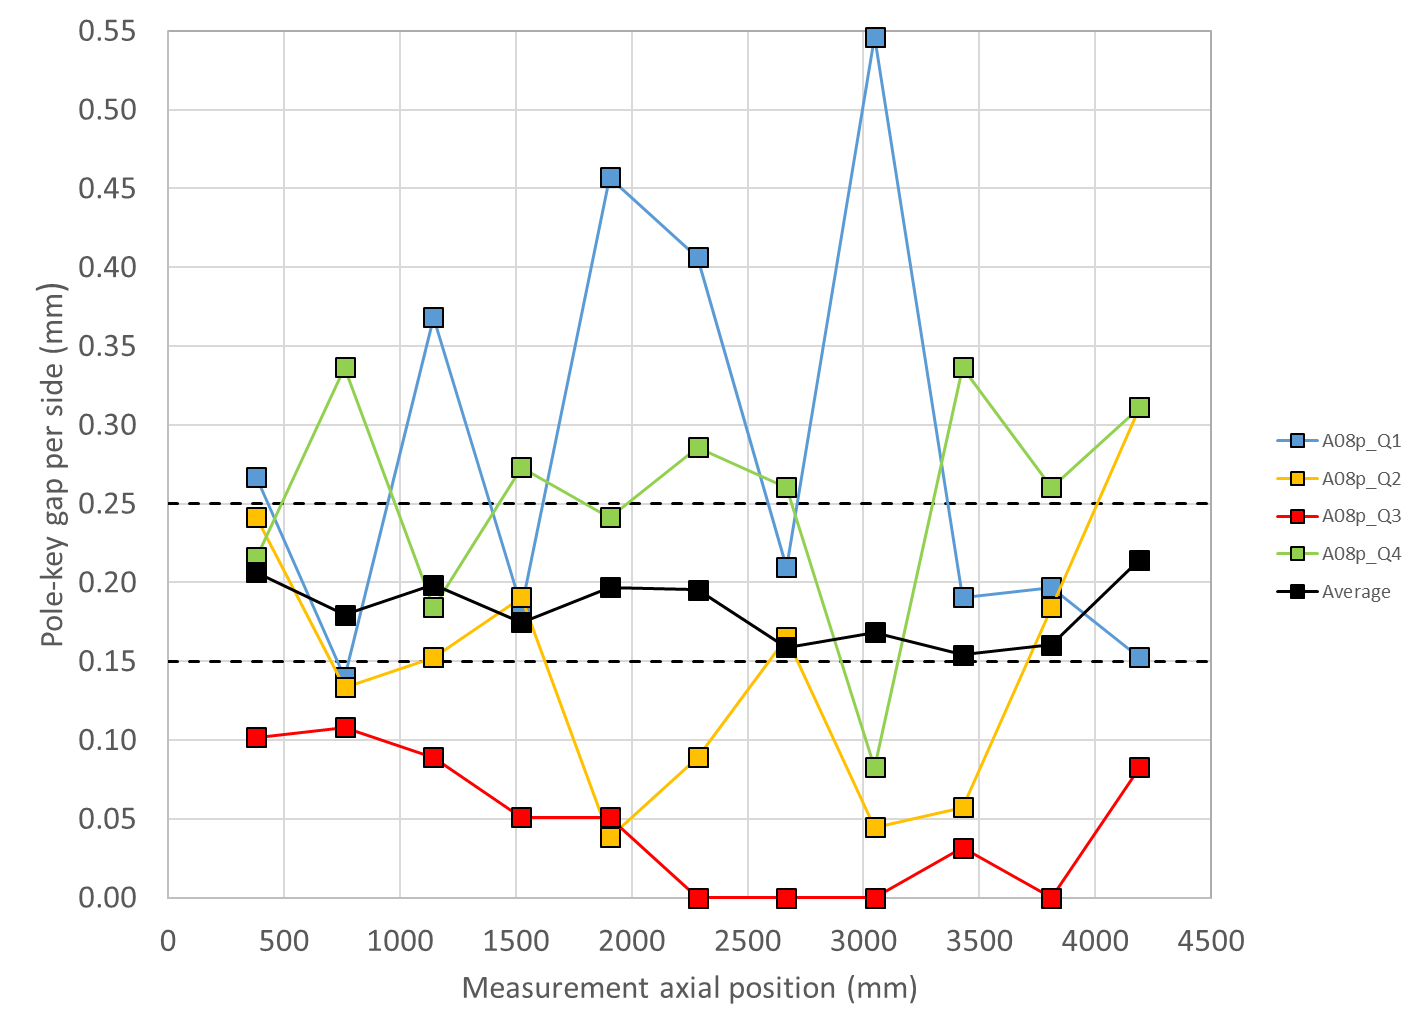 0.55
0.50
0.45
0.40
0.35
0.30
0.25
0.20
0.15
0.10
0.05
0.00
Pole-key gap per side (mm)
0 500 1000 1500 2000 2500 3000 3500 4000 4500
Measurement axial position (mm)
A08p_Q1
A08p_Q2
A08p_Q3
A08p_Q4
Average